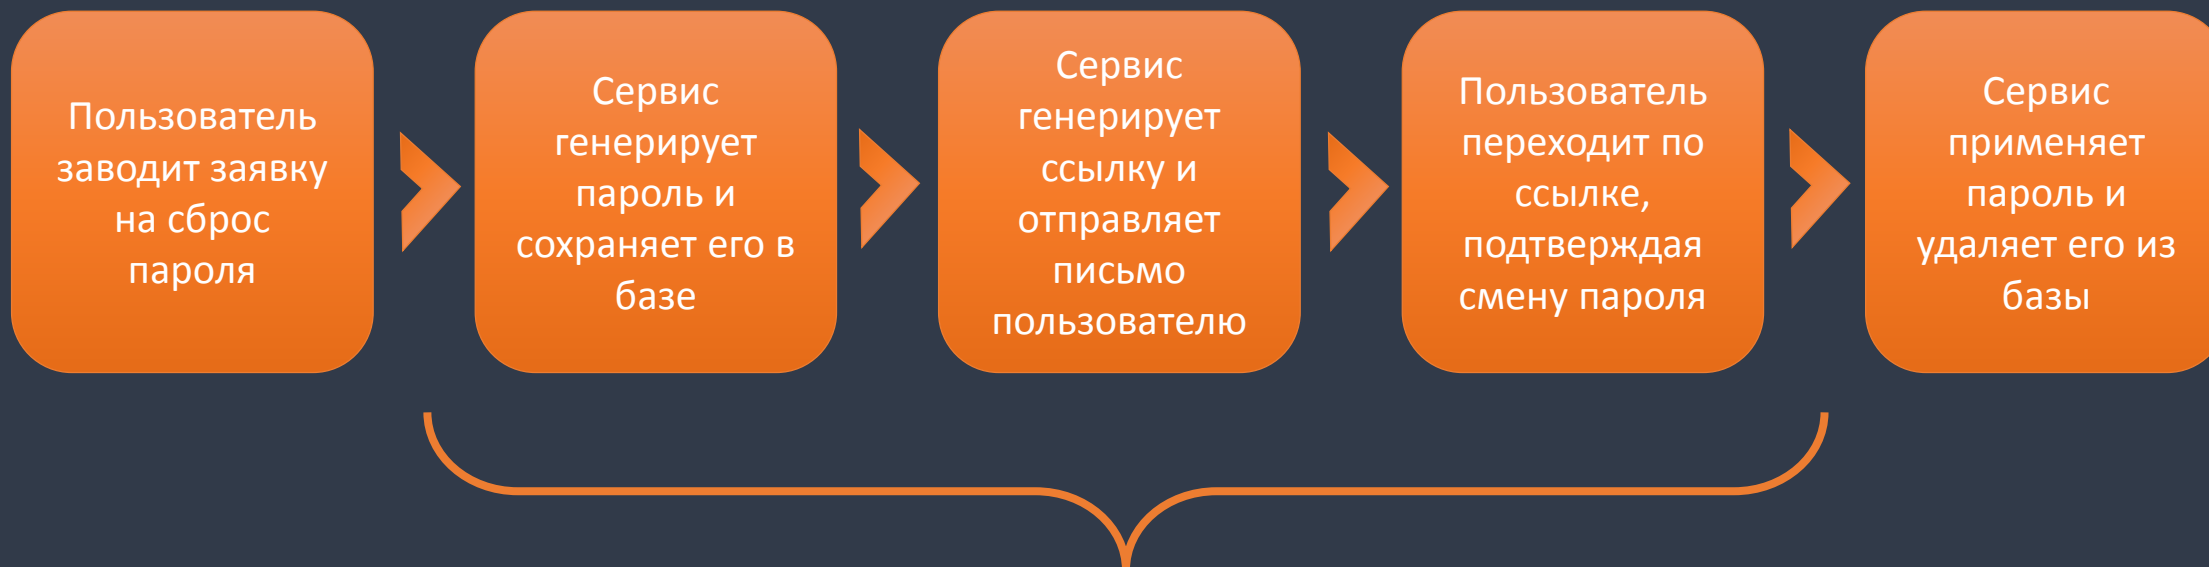 Пользователь
заводит заявку
на сброс
пароля
Сервис
генерирует
пароль и
сохраняет его в
базе
Сервис
генерирует
ссылку и
отправляет
письмо
пользователю
Пользователь
переходит по
ссылке,
подтверждая
смену пароля
Сервис
применяет
пароль и
удаляет его из
базы